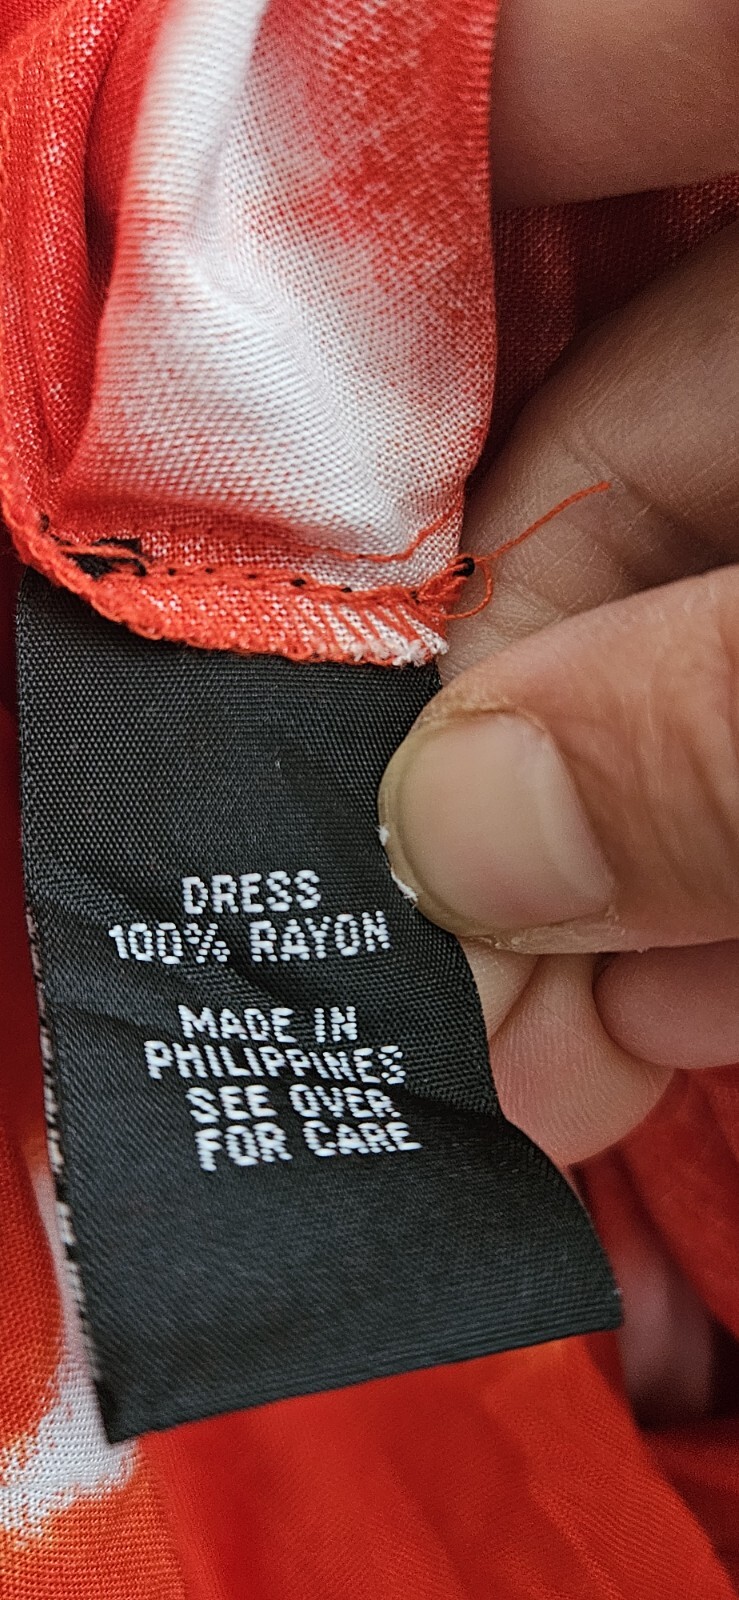 DRESS
100% RAYON
MADE IN
PHILIPPINES
SEE OVER
FOR CARE